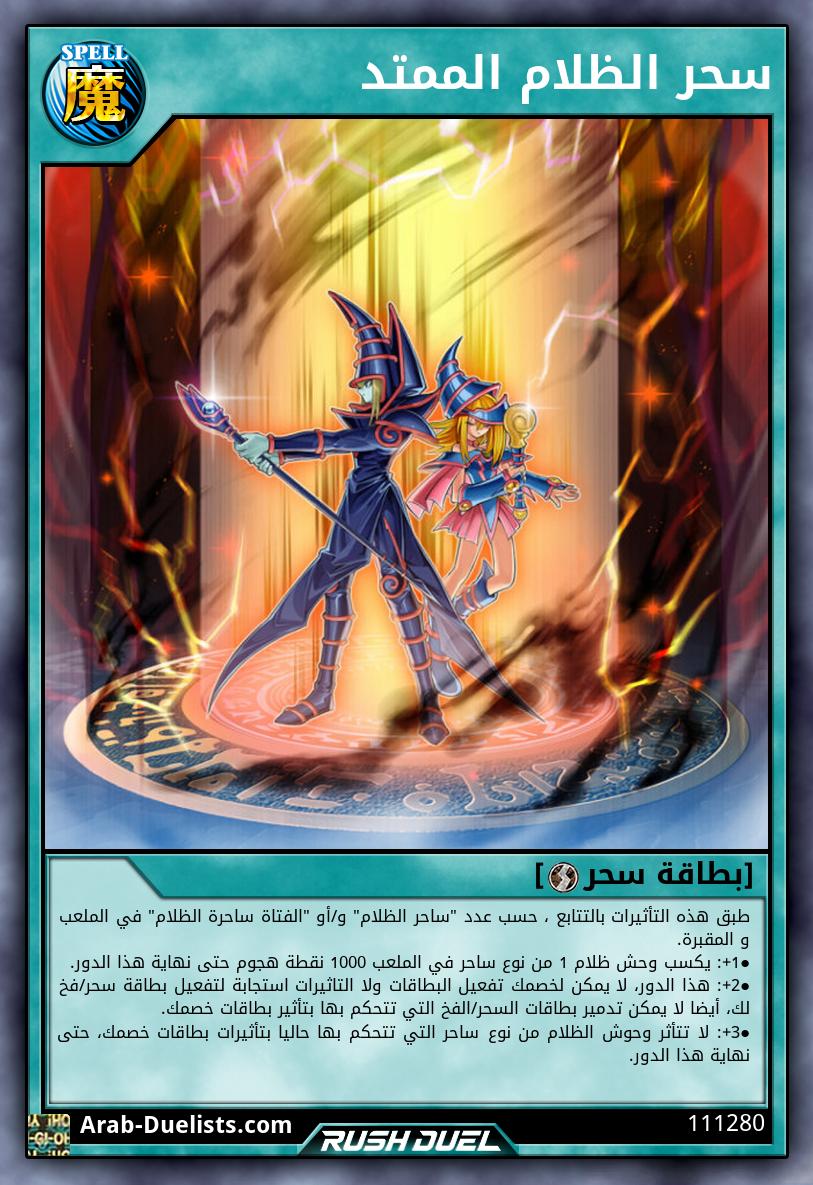 SPELL
魔
سحر الظلام الممتد
[بطاقة سحر]
طبق هذه التأثيرات بالتتابع ، حسب عدد "ساحر الظلام" و/أو "الفتاة ساحرة الظلام" في الملعب
و المقبرة.
●1+: يكسب وحش ظلام 1 من نوع ساحر في الملعب 1000 نقطة هجوم حتى نهاية هذا الدور.
●2+: هذا الدور، لا يمكن لخصمك تفعيل البطاقات ولا التاثيرات استجابة لتفعيل بطاقة سحر/فخ
لك، أيضا لا يمكن تدمير بطاقات السحر/الفخ التي تتحكم بها بتأثير بطاقات خصمك.
●3+: لا تتأثر وحوش الظلام من نوع ساحر التي تتحكم بها حاليا بتأثيرات بطاقات خصمك، حتى
نهاية هذا الدور.
Arab-Duelists.com
RUSH DUEL
111280